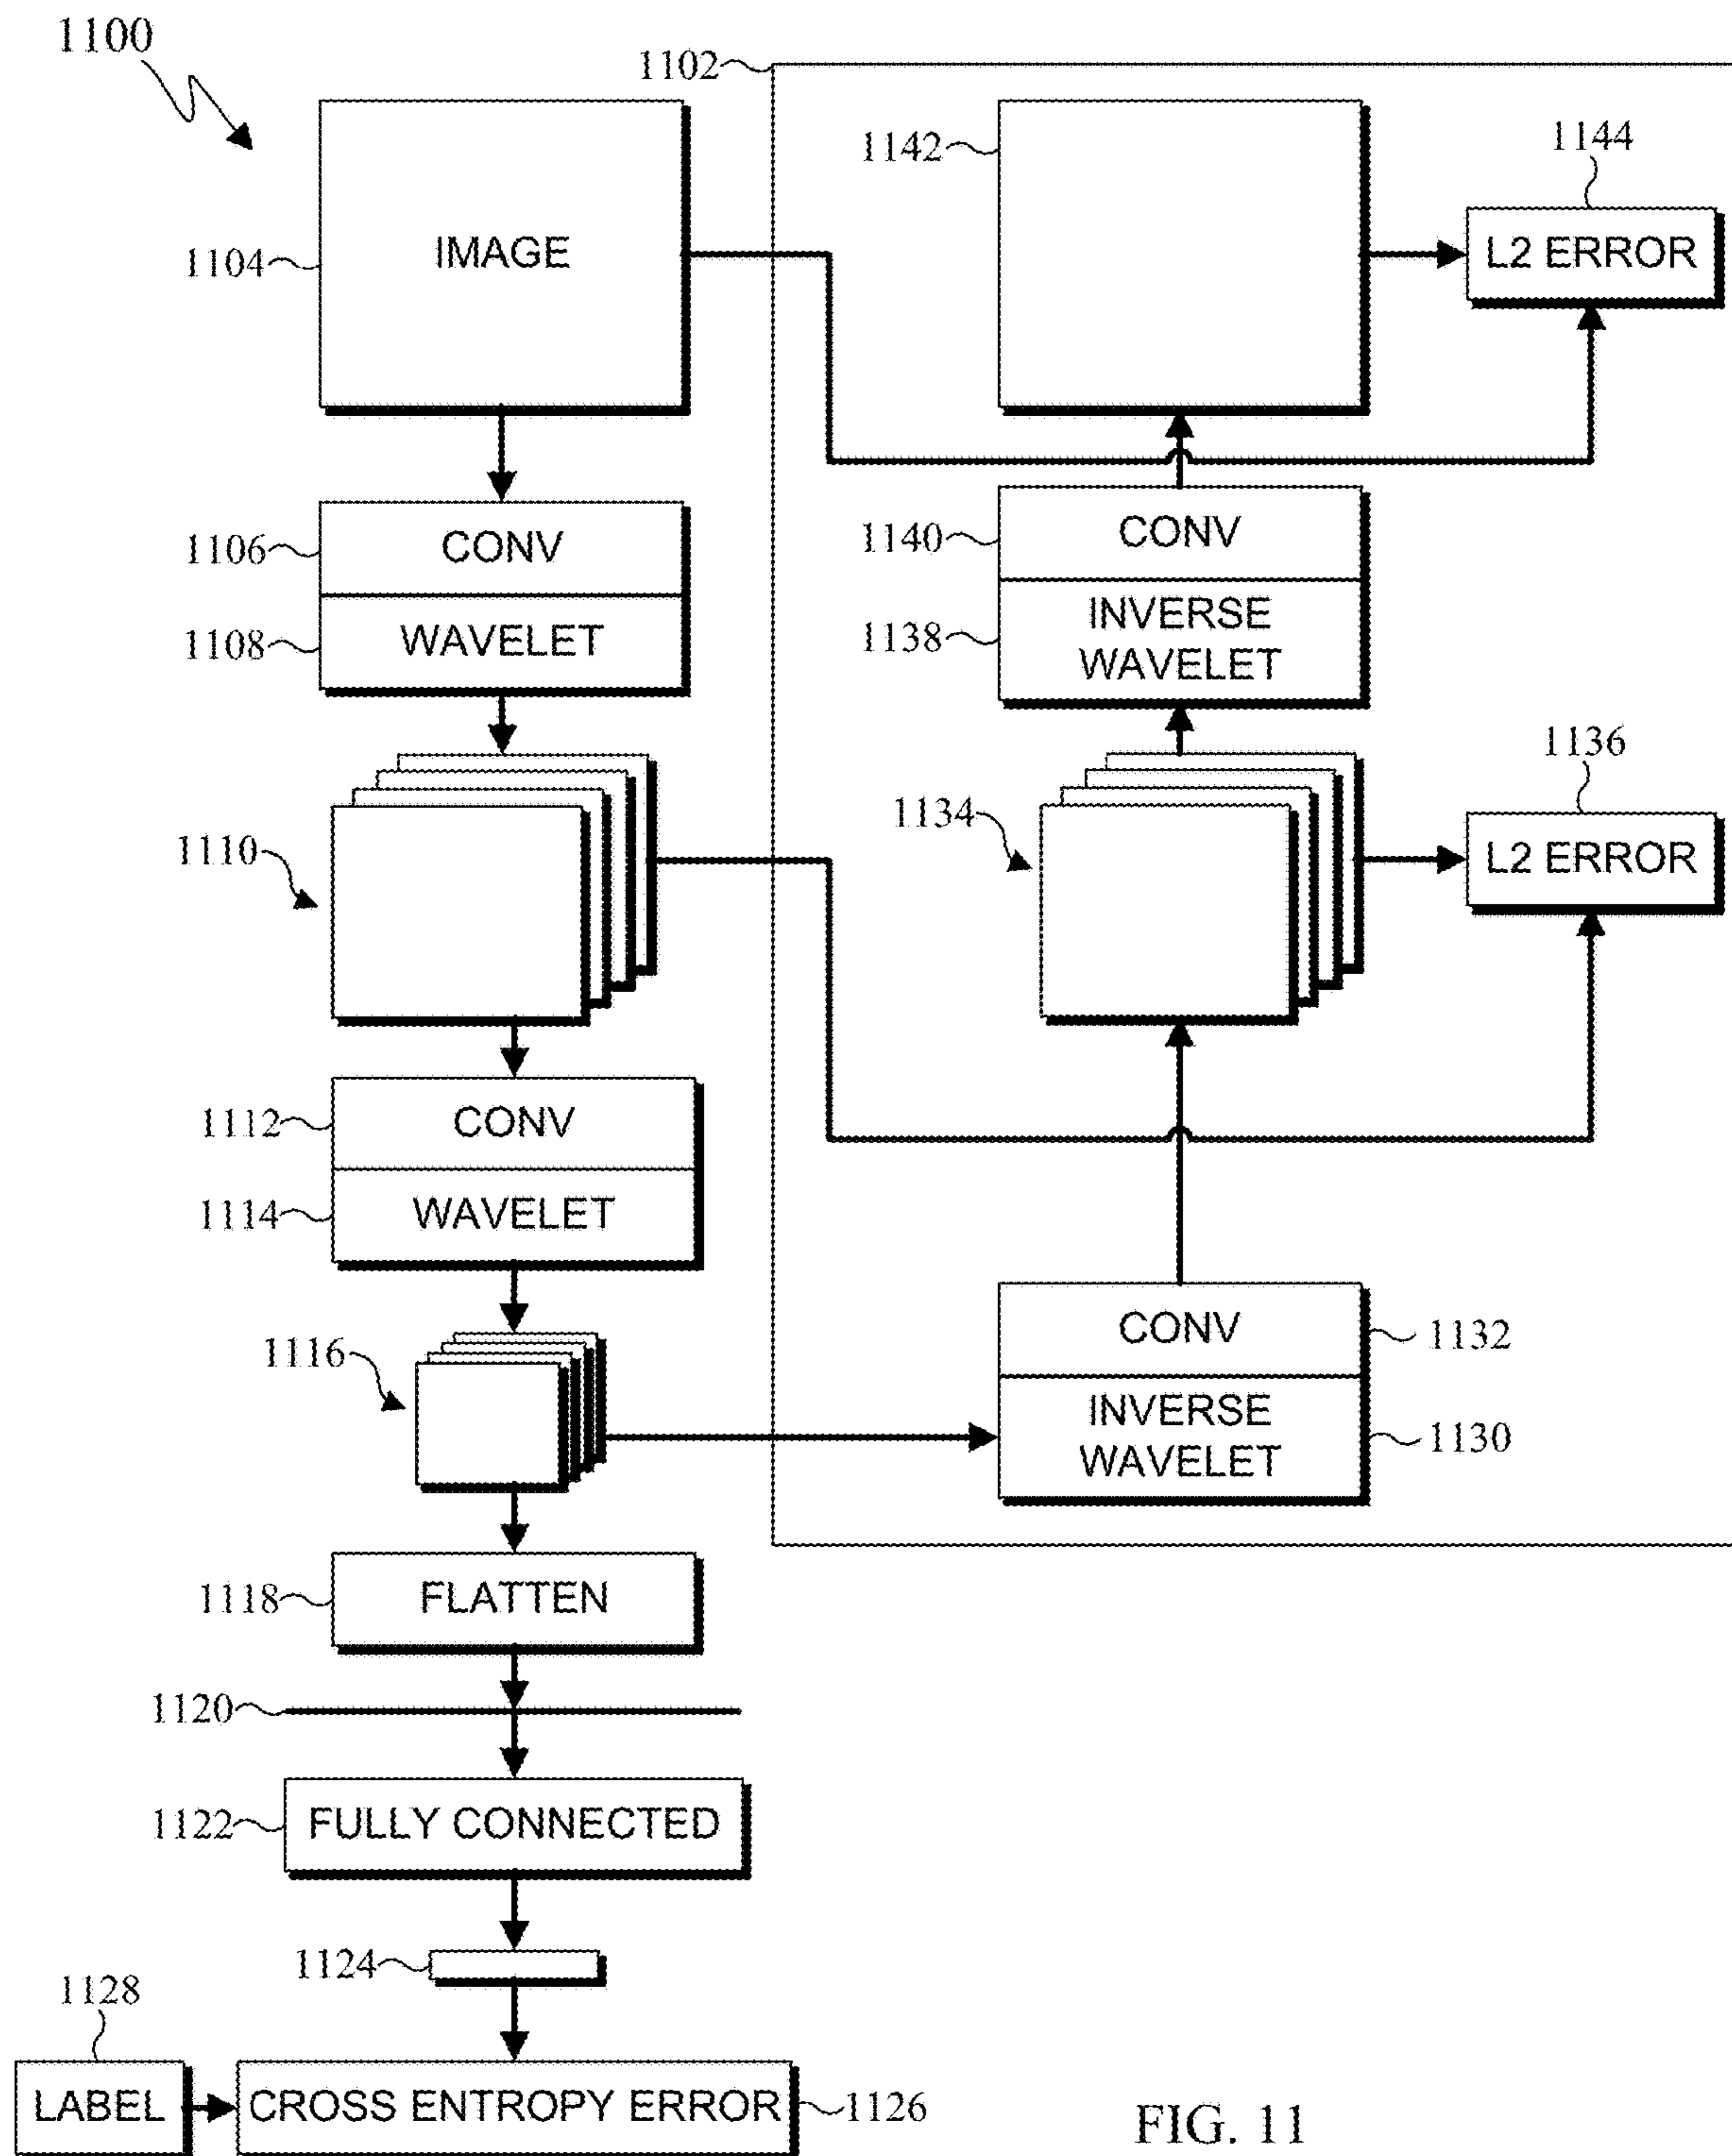 1100
1102
1142
1144
1104
IMAGE
L2 ERROR
1106
CONV
1140
CONV
1108
WAVELET
1138
INVERSE
WAVELET
1136
1110
1134
L2 ERROR
1112
CONV
1114
WAVELET
1116
CONV
1132
INVERSE
WAVELET
1130
1118
FLATTEN
1120
1122
FULLY CONNECTED
1124
1128
LABEL
CROSS ENTROPY ERROR
1126
FIG. 11